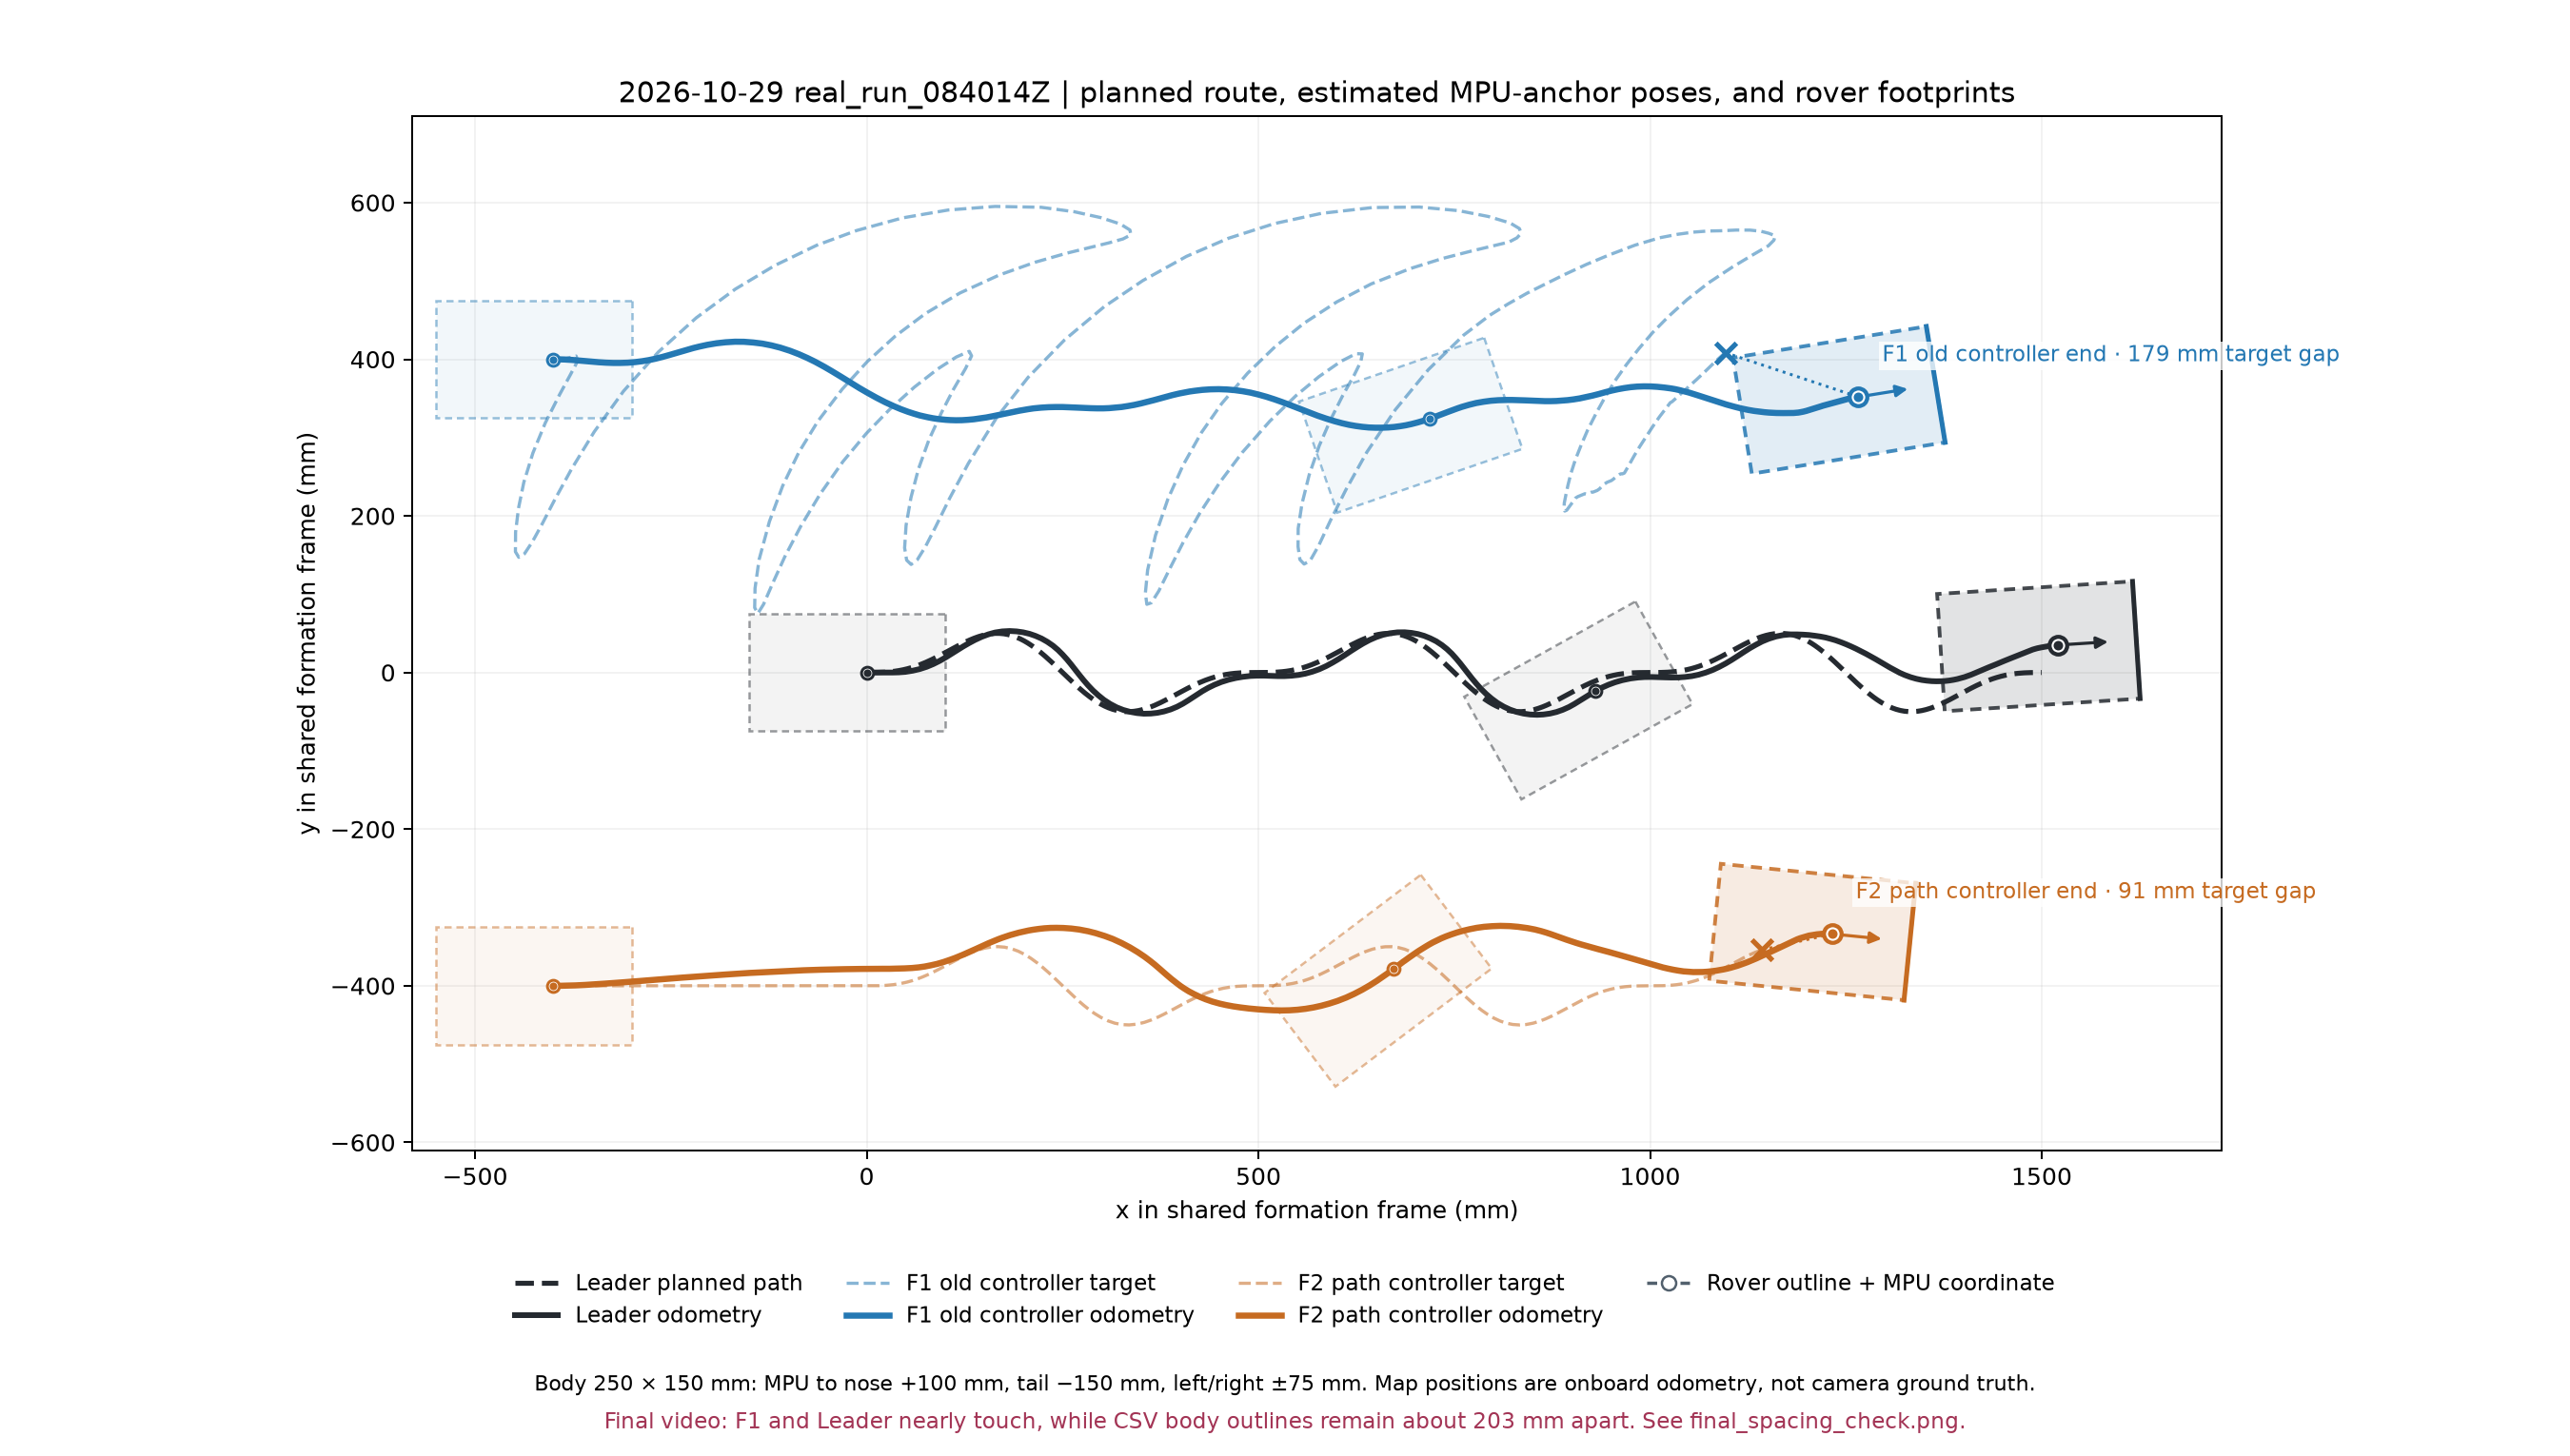 2026-10-29 real_run_084014Z | planned route, estimated MPU-anchor poses, and rover footprints
y in shared formation frame (mm)
600
400
200
0
−200
−400
−600
F1 old controller end · 179 mm target gap
F2 path controller end · 91 mm target gap
−500
0
500
1000
1500
x in shared formation frame (mm)
Leader planned path
Leader odometry
F1 old controller target
F1 old controller odometry
F2 path controller target
F2 path controller odometry
Rover outline + MPU coordinate
Body 250 × 150 mm: MPU to nose +100 mm, tail −150 mm, left/right ±75 mm. Map positions are onboard odometry, not camera ground truth.
Final video: F1 and Leader nearly touch, while CSV body outlines remain about 203 mm apart. See final_spacing_check.png.